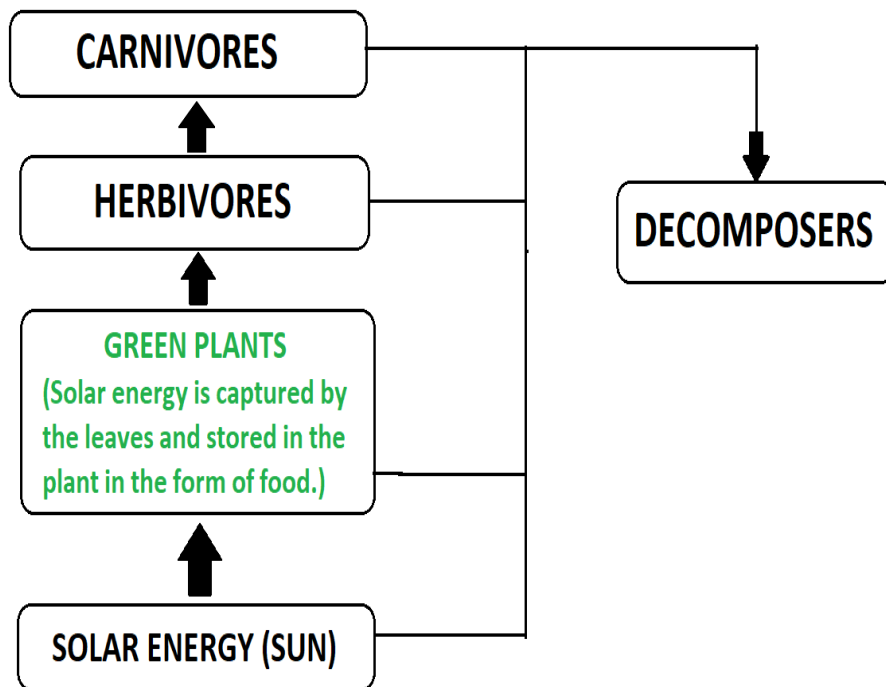 CARNIVORES
HERBIVORES
DECOMPOSERS
GREEN PLANTS
(Solar energy is captured by
the leaves and stored in the
plant in the form of food.)
SOLAR ENERGY (SUN)